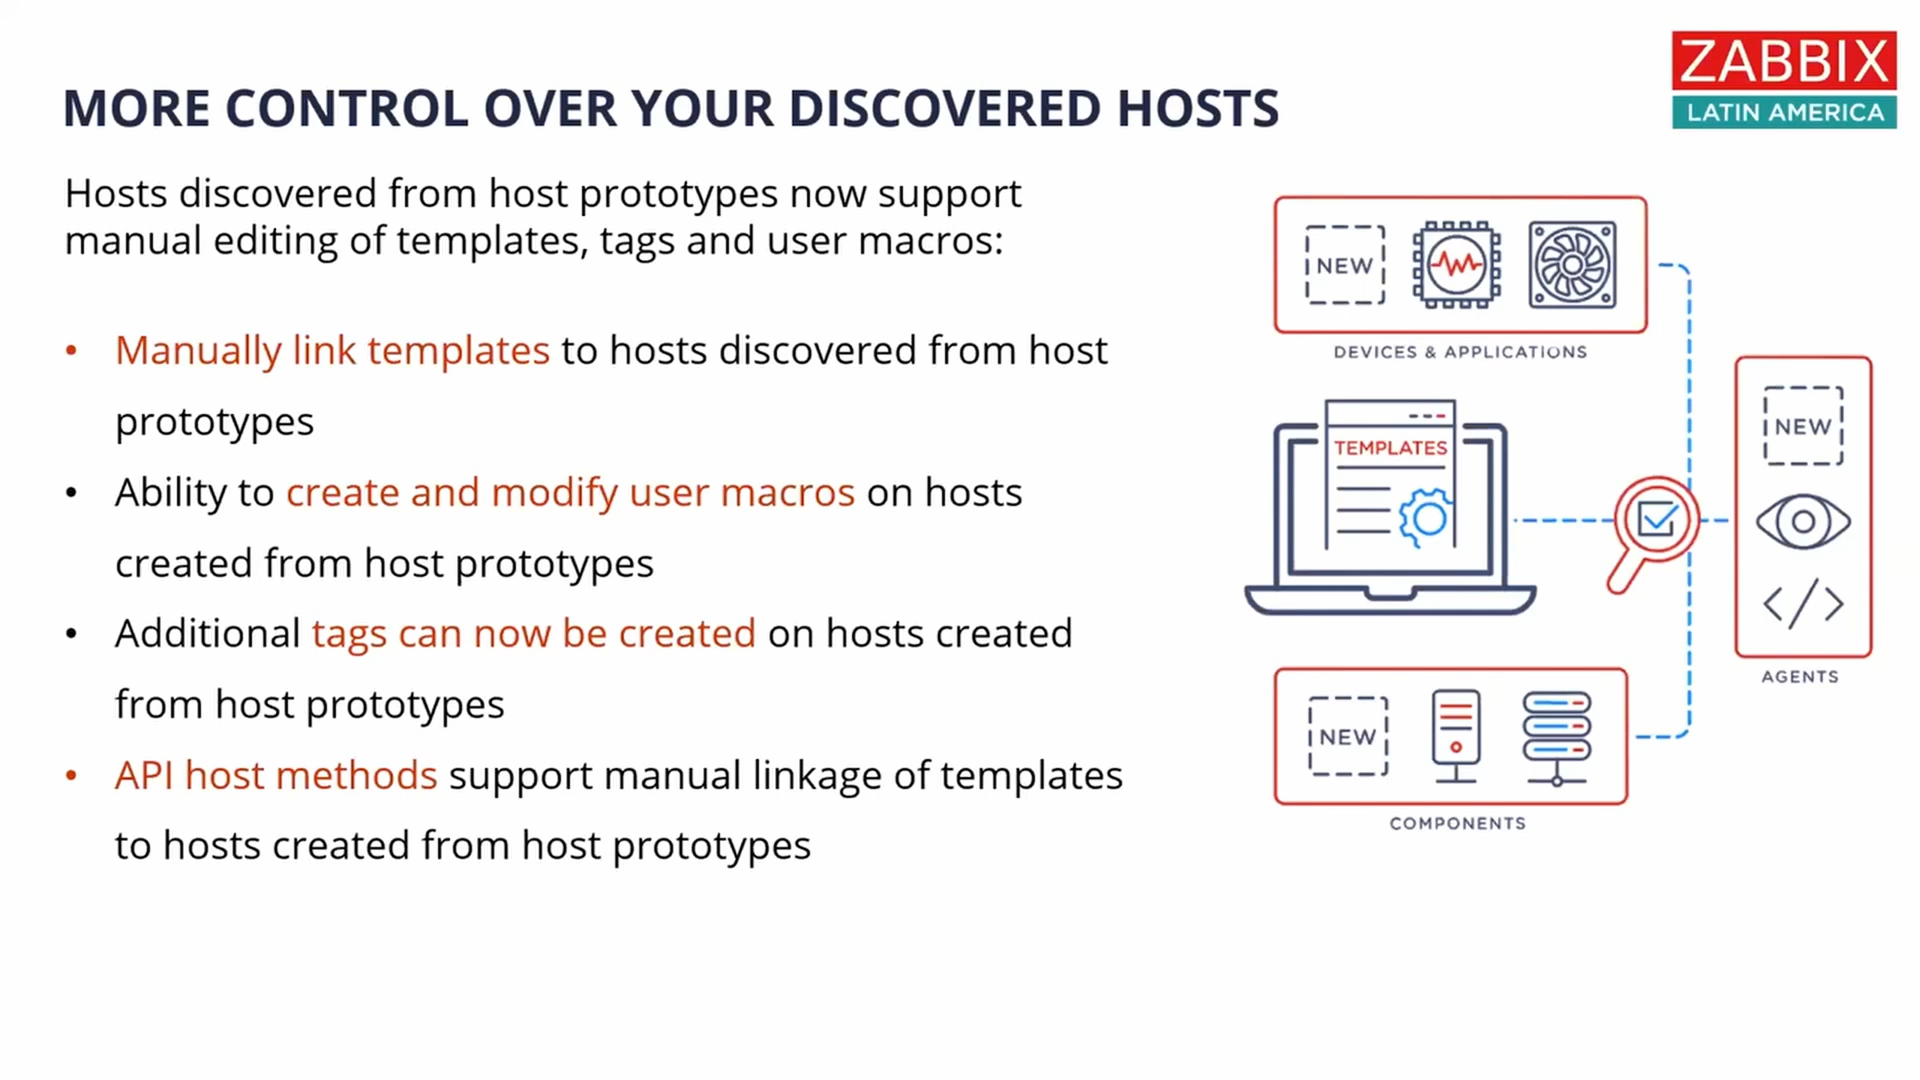 ZABBIX
LATIN AMERICA
MORE CONTROL OVER YOUR DISCOVERED HOSTS
Hosts discovered from host prototypes now support
manual editing of templates, tags and user macros:
• Manually link templates to hosts discovered from host
prototypes
• Ability to create and modify user macros on hosts
created from host prototypes
• Additional tags can now be created on hosts created
from host prototypes
• API host methods support manual linkage of templates
to hosts created from host prototypes
NEW
DEVICES & APPLICATIONS
TEMPLATES
NEW
AGENTS
NEW
COMPONENTS